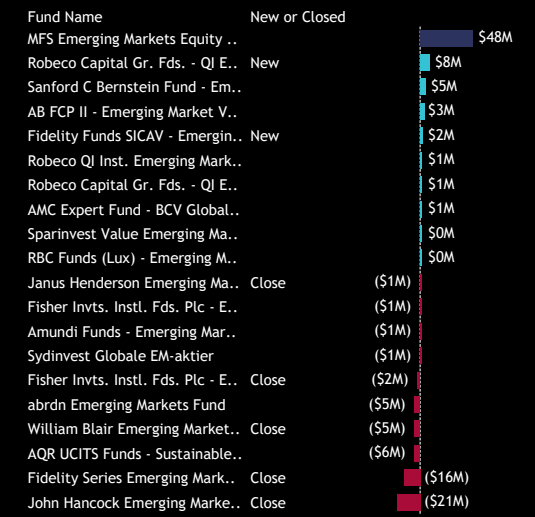 Fund Name New or Closed
MFS Emerging Markets Equity .. $48M
Robeco Capital Gr. Fds. - QI E.. New $8M
Sanford C Bernstein Fund - Em.. $5M
AB FCP II - Emerging Market V.. $3M
Fidelity Funds SICAV - Emergin.. New $2M
Robeco QI Inst. Emerging Mark.. $1M
Robeco Capital Gr. Fds. - QI E.. $1M
AMC Expert Fund - BCV Global.. $1M
Sparinvest Value Emerging Ma.. $0M
RBC Funds (Lux) - Emerging M.. $0M
Janus Henderson Emerging Ma.. Close ($1M)
Fisher Invts. Instl. Fds. Plc - E.. ($1M)
Amundi Funds - Emerging Mar.. ($1M)
Sydinvest Globale EM-aktier ($1M)
Fisher Invts. Instl. Fds. Plc - E.. Close ($2M)
abrdn Emerging Markets Fund ($5M)
William Blair Emerging Market.. Close ($5M)
AQR UCITS Funds - Sustainable.. ($6M)
Fidelity Series Emerging Mark.. Close ($16M)
John Hancock Emerging Marke.. Close ($21M)